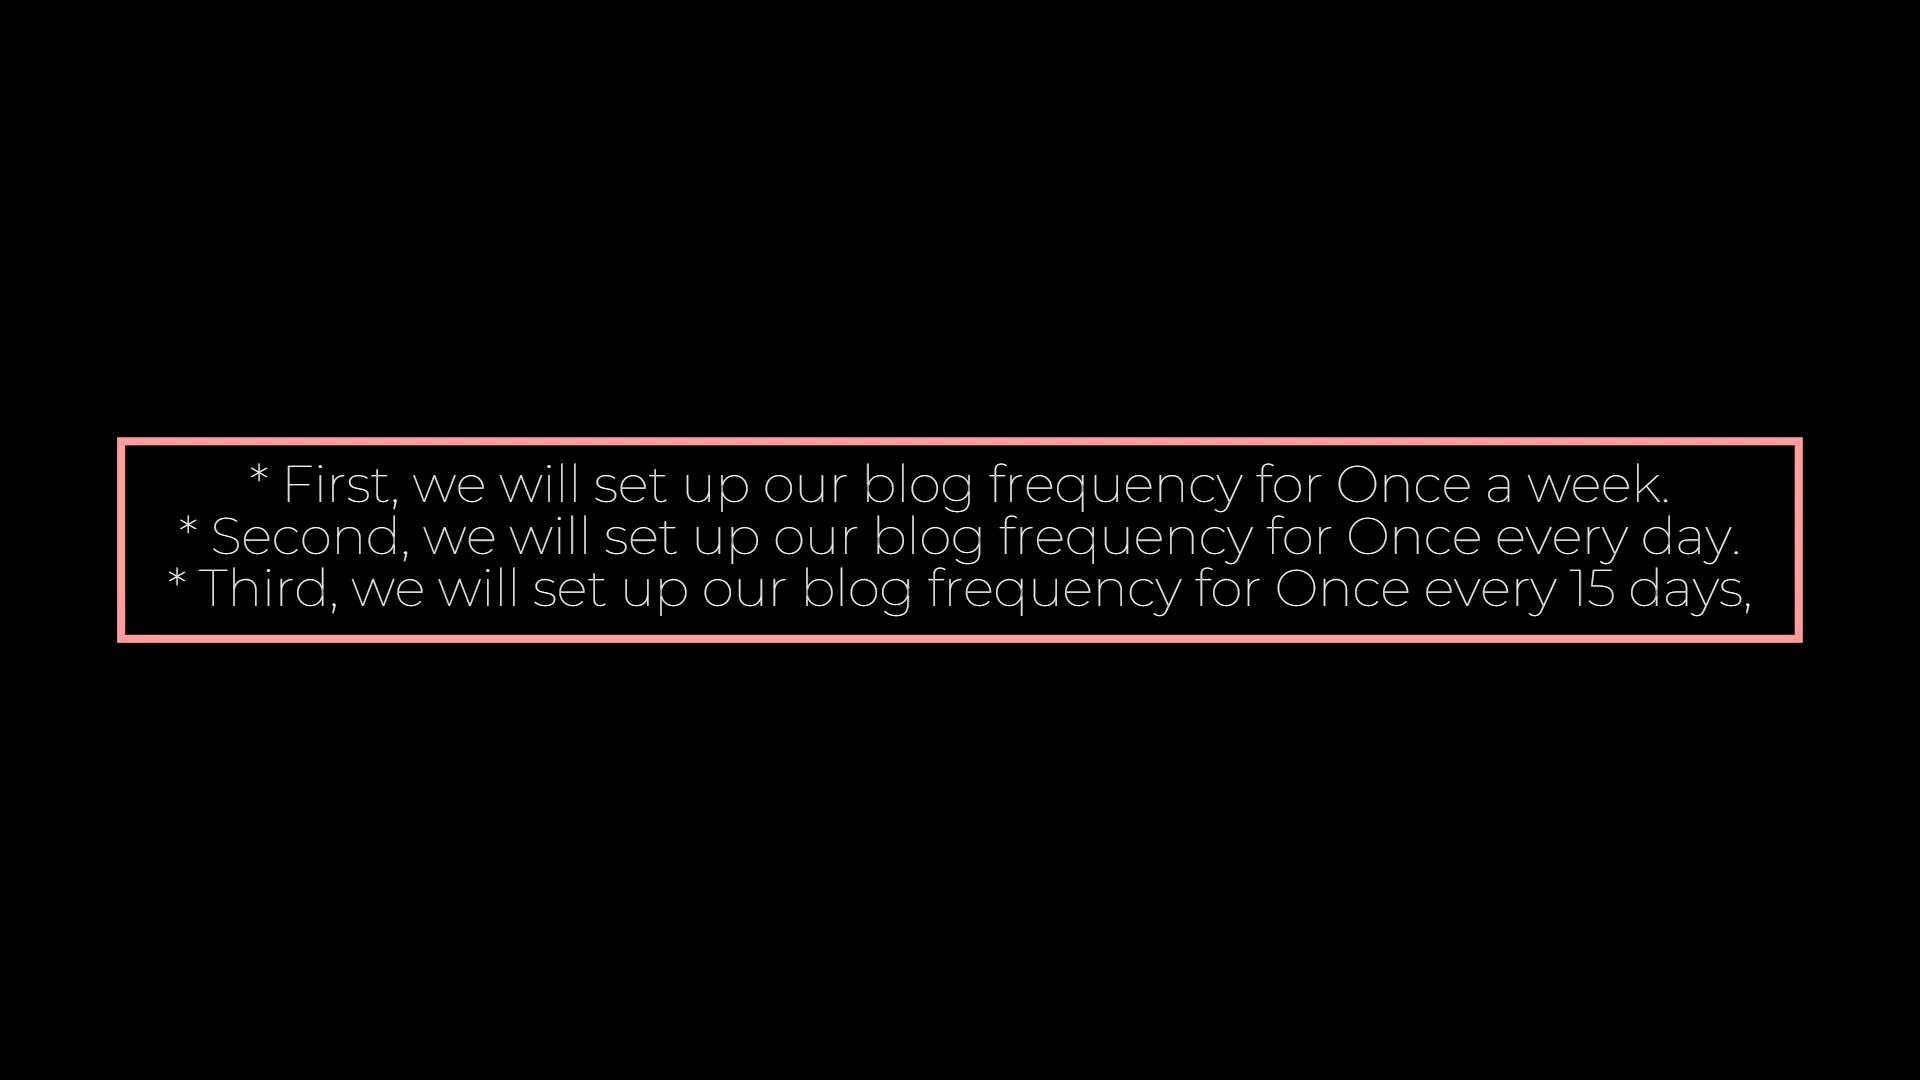 * First, we will set up our blog frequency for Once a week.
* Second, we will set up our blog frequency for Once every day.
* Third, we will set up our blog frequency for Once every 15 days,